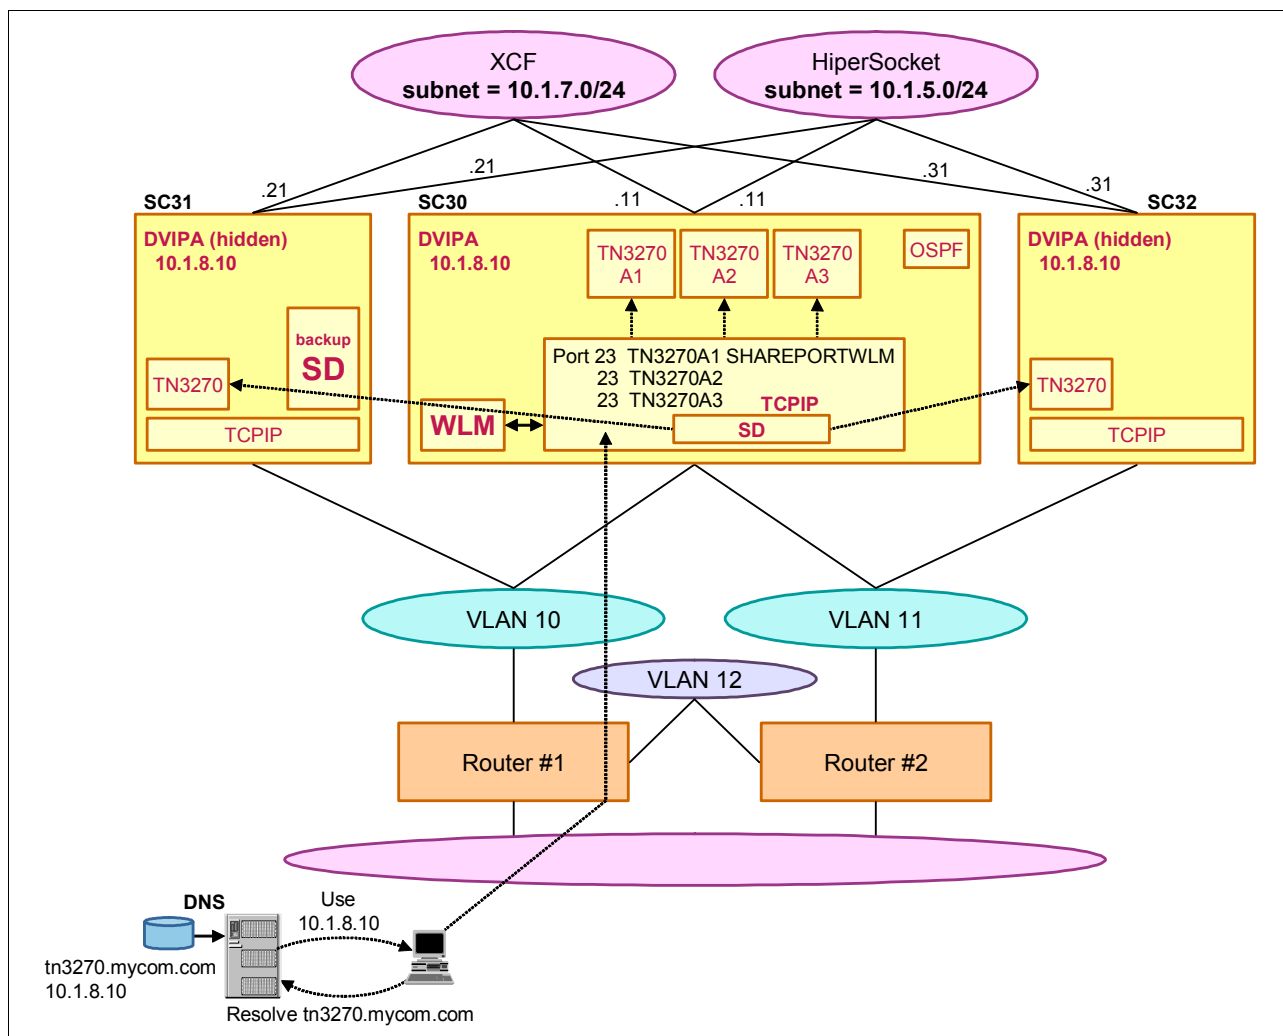 XCF
subnet = 10.1.7.0/24
HiperSocket
subnet = 10.1.5.0/24
.21
.21
.11
.11
.31
.31
SC31
DVIPA (hidden)
10.1.8.10
backup
SD
TN3270
TCPIP
SC30
DVIPA
10.1.8.10
TN3270
A1
TN3270
A2
TN3270
A3
OSPF
Port 23 TN3270A1 SHAREPORTWLM
23 TN3270A2
23 TN3270A3
TCPIP
SD
WLM
SC32
DVIPA (hidden)
10.1.8.10
TN3270
TCPIP
VLAN 10
VLAN 11
VLAN 12
Router #1
Router #2
DNS
Use
10.1.8.10
tn3270.mycom.com
10.1.8.10
Resolve tn3270.mycom.com